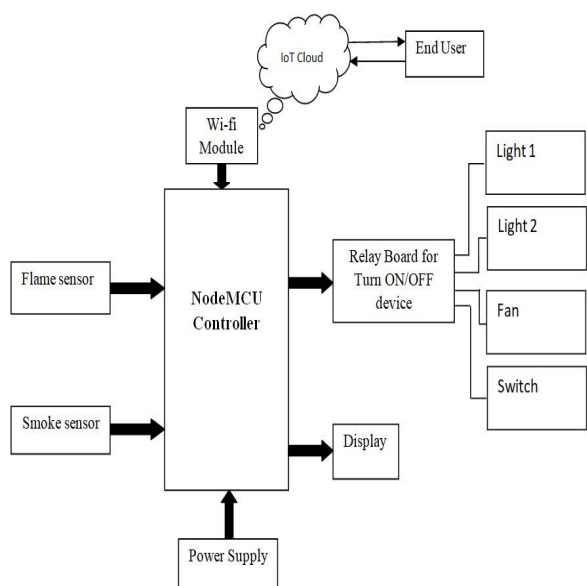 IoT Cloud
End User
Wi-fi
Module
Light 1
Light 2
Relay Board for
Turn ON/OFF
device
Flame sensor
NodeMCU
Controller
Fan
Switch
Smoke sensor
Display
Power Supply